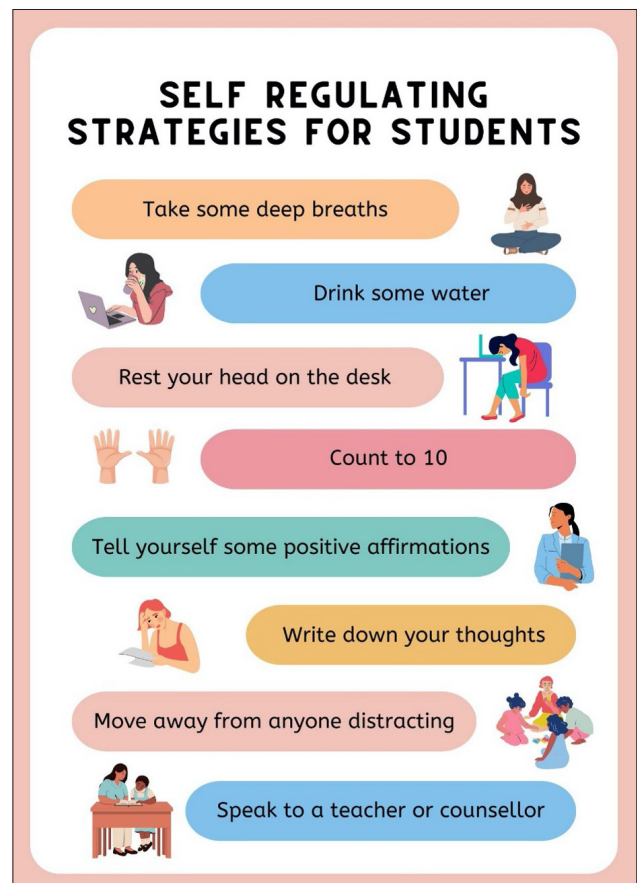 SELF REGULATING
STRATEGIES FOR STUDENTS
Take some deep breaths
Drink some water
Rest your head on the desk
Count to 10
Tell yourself some positive affirmations
Write down your thoughts
Move away from anyone distracting
Speak to a teacher or counsellor